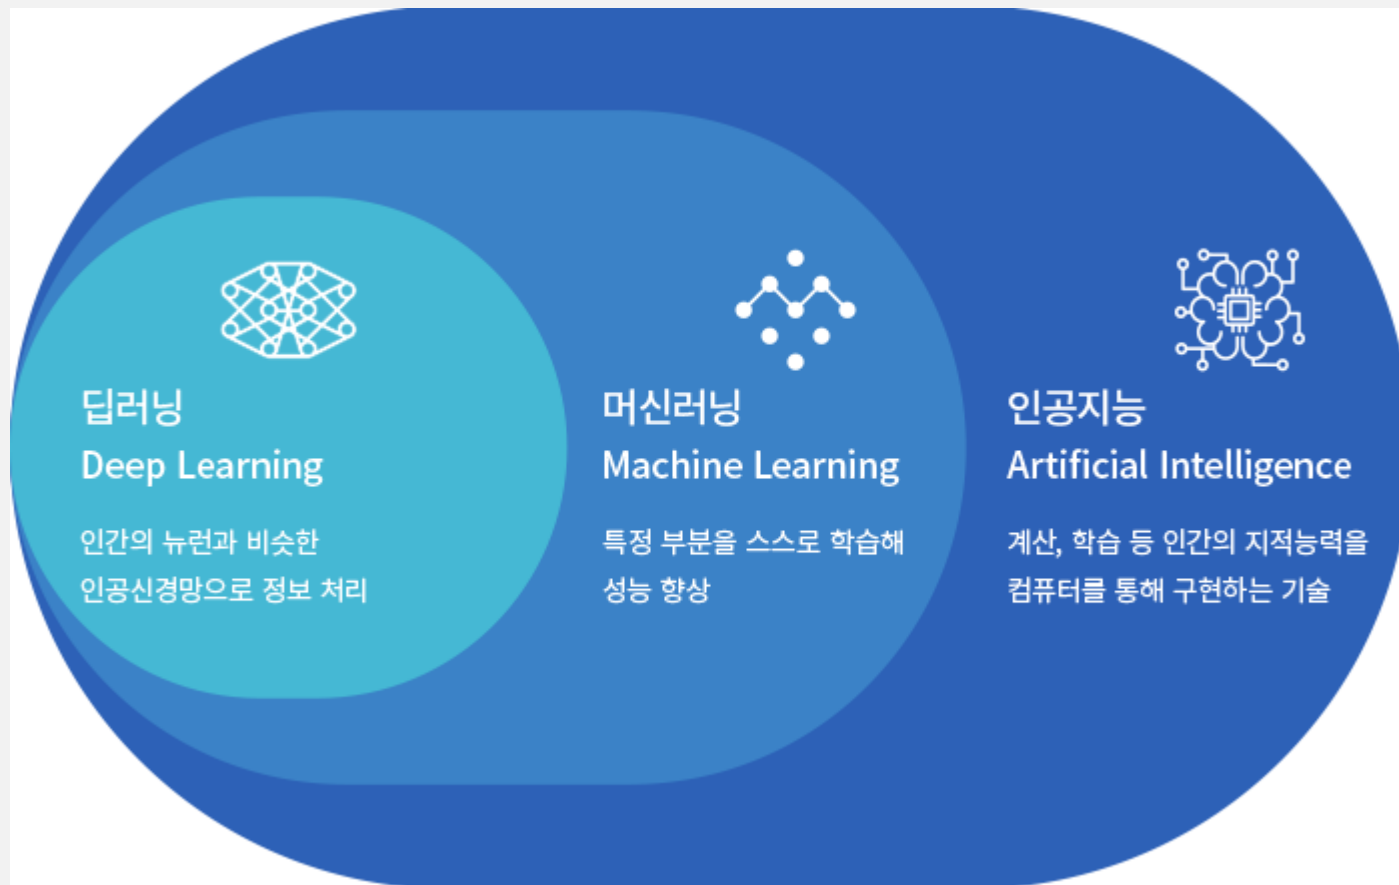 딥러닝
Deep Learning
인간의 뉴런과 비슷한
인공신경망으로 정보 처리
머신러닝
Machine Learning
특정 부분을 스스로 학습해
성능 향상
인공지능
Artificial Intelligence
계산, 학습 등 인간의 지적능력을
컴퓨터를 통해 구현하는 기술